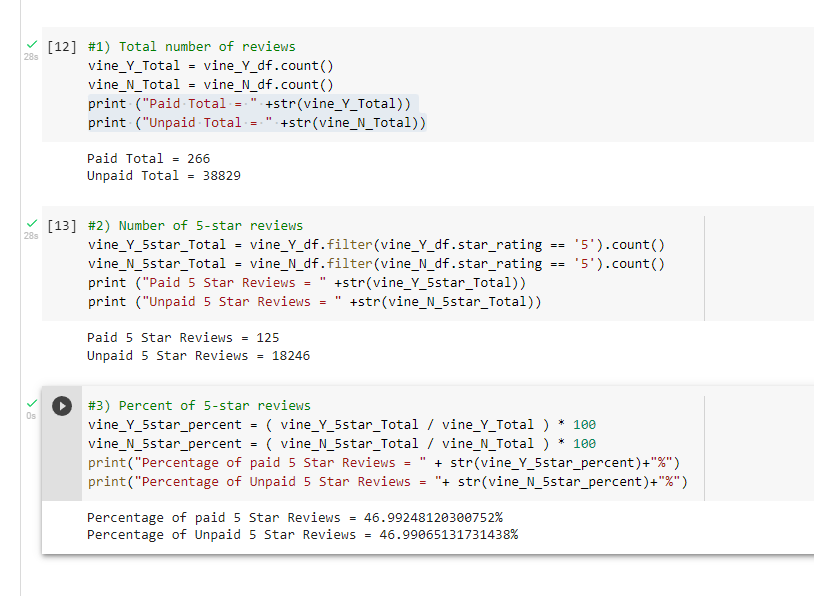 [12] #1) Total number of reviews
28s
vine_Y_Total = vine_Y_df.count()
vine_N_Total = vine_N_df.count()
print ("Paid Total = " +str(vine_Y_Total))
print ("Unpaid Total = " +str(vine_N_Total))
Paid Total = 266
Unpaid Total = 38829
[13] #2) Number of 5-star reviews
28s
vine_Y_5star_Total = vine_Y_df.filter(vine_Y_df.star_rating == '5').count()
vine_N_5star_Total = vine_N_df.filter(vine_N_df.star_rating == '5').count()
print ("Paid 5 Star Reviews = " +str(vine_Y_5star_Total))
print ("Unpaid 5 Star Reviews = " +str(vine_N_5star_Total))
Paid 5 Star Reviews = 125
Unpaid 5 Star Reviews = 18246
#3) Percent of 5-star reviews
0s
vine_Y_5star_percent = ( vine_Y_5star_Total / vine_Y_Total ) * 100
vine_N_5star_percent = ( vine_N_5star_Total / vine_N_Total ) * 100
print("Percentage of paid 5 Star Reviews = " + str(vine_Y_5star_percent)+"%")
print("Percentage of Unpaid 5 Star Reviews = "+ str(vine_N_5star_percent)+"%")
Percentage of paid 5 Star Reviews = 46.99248120300752%
Percentage of Unpaid 5 Star Reviews = 46.99065131731438%